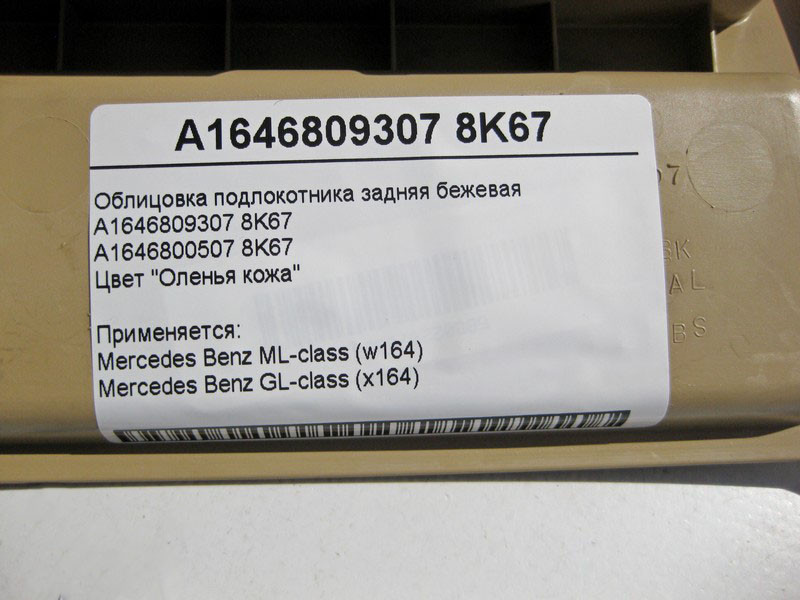 A1646809307 8K67
Облицовка подлокотника задняя бежевая
A1646809307 8K67
A1646800507 8K67
Цвет "Оленья кожа"
Применяется:
Mercedes Benz ML-class (w164)
Mercedes Benz GL-class (x164)